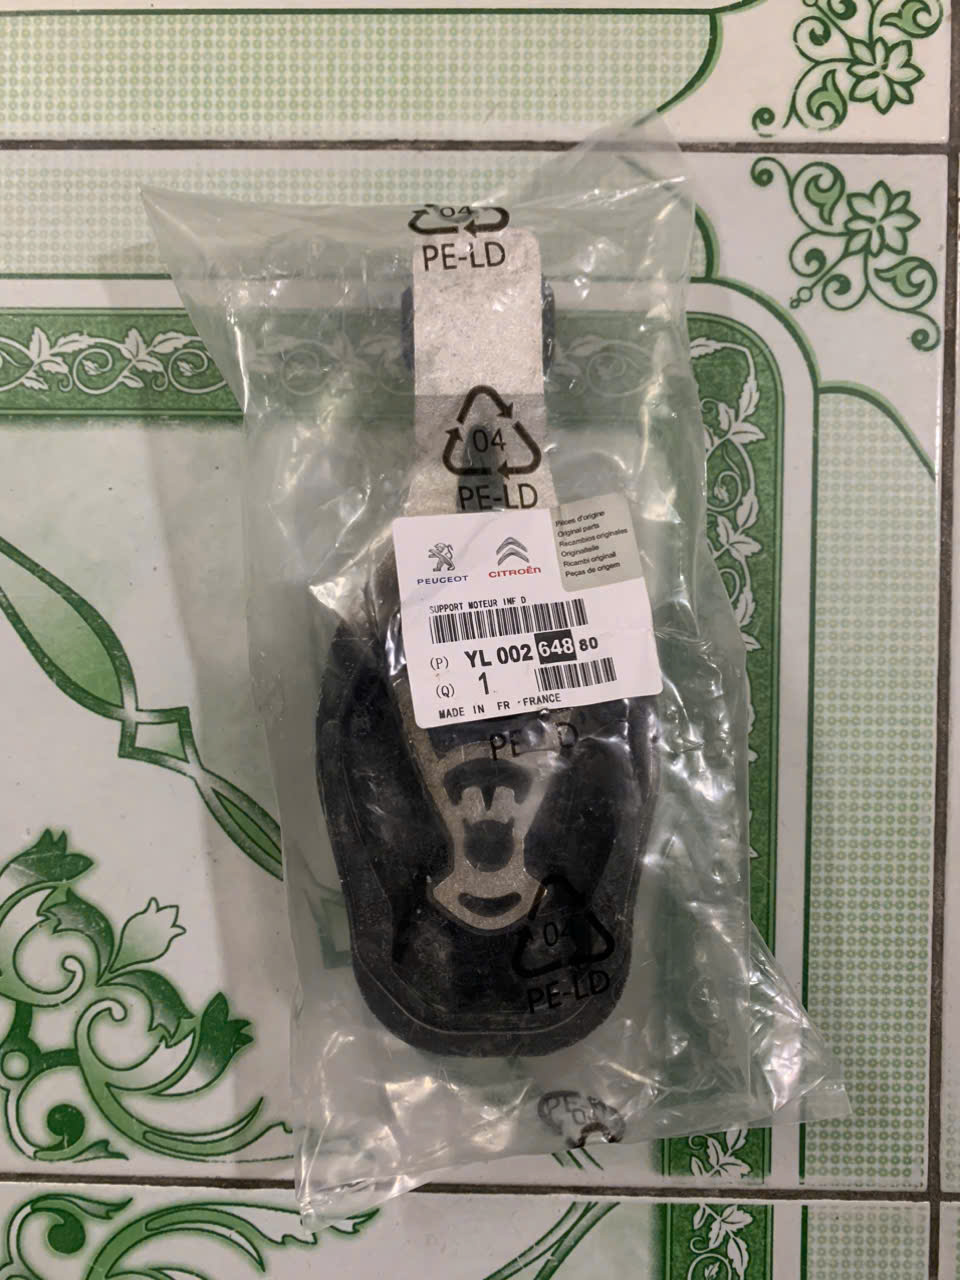 04
PE-LD
04
PE-LD
PEUGEOT
CITROËN
Pièces d'origine
Original parts
Recambios originales
Originalteile
Ricambi originali
Peças de origem
SUPPORT MOTEUR INF D
(P) YL 002 648 80
(Q) 1
MADE IN FR -FRANCE
PE D
04
PE-LD